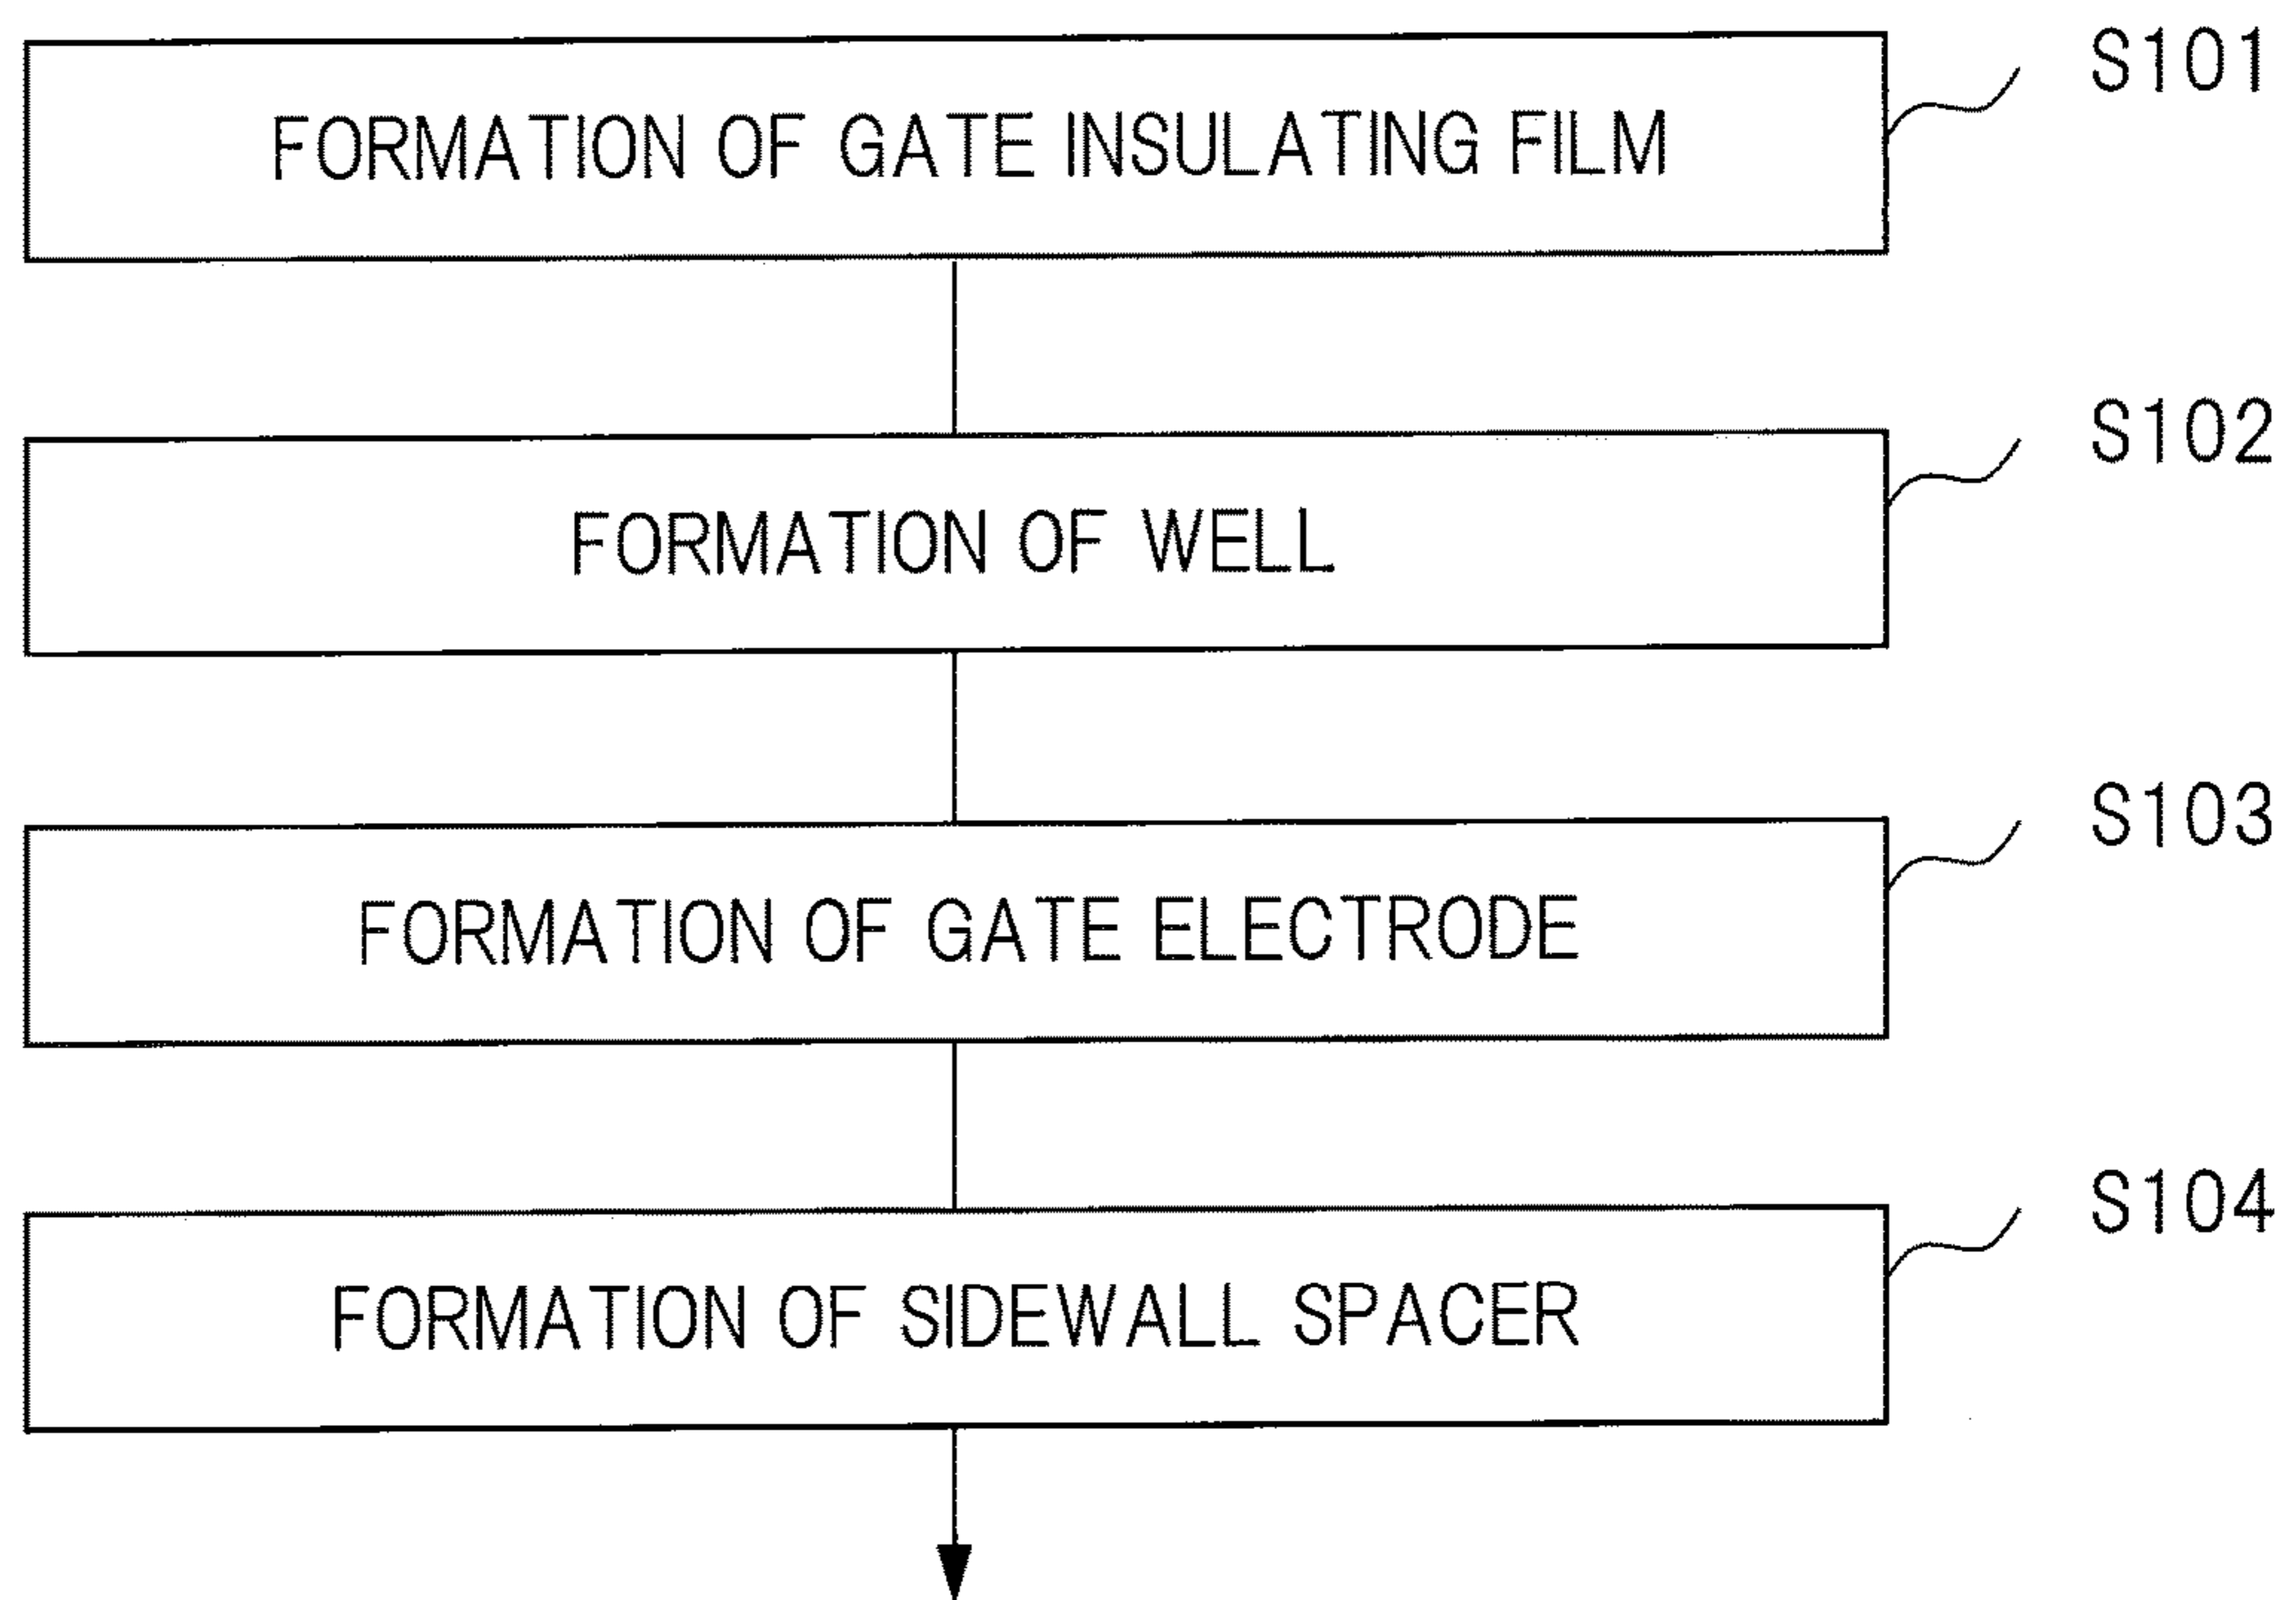 S101
FORMATION OF GATE INSULATING FILM
S102
FORMATION OF WELL
S103
FORMATION OF GATE ELECTRODE
S104
FORMATION OF SIDEWALL SPACER